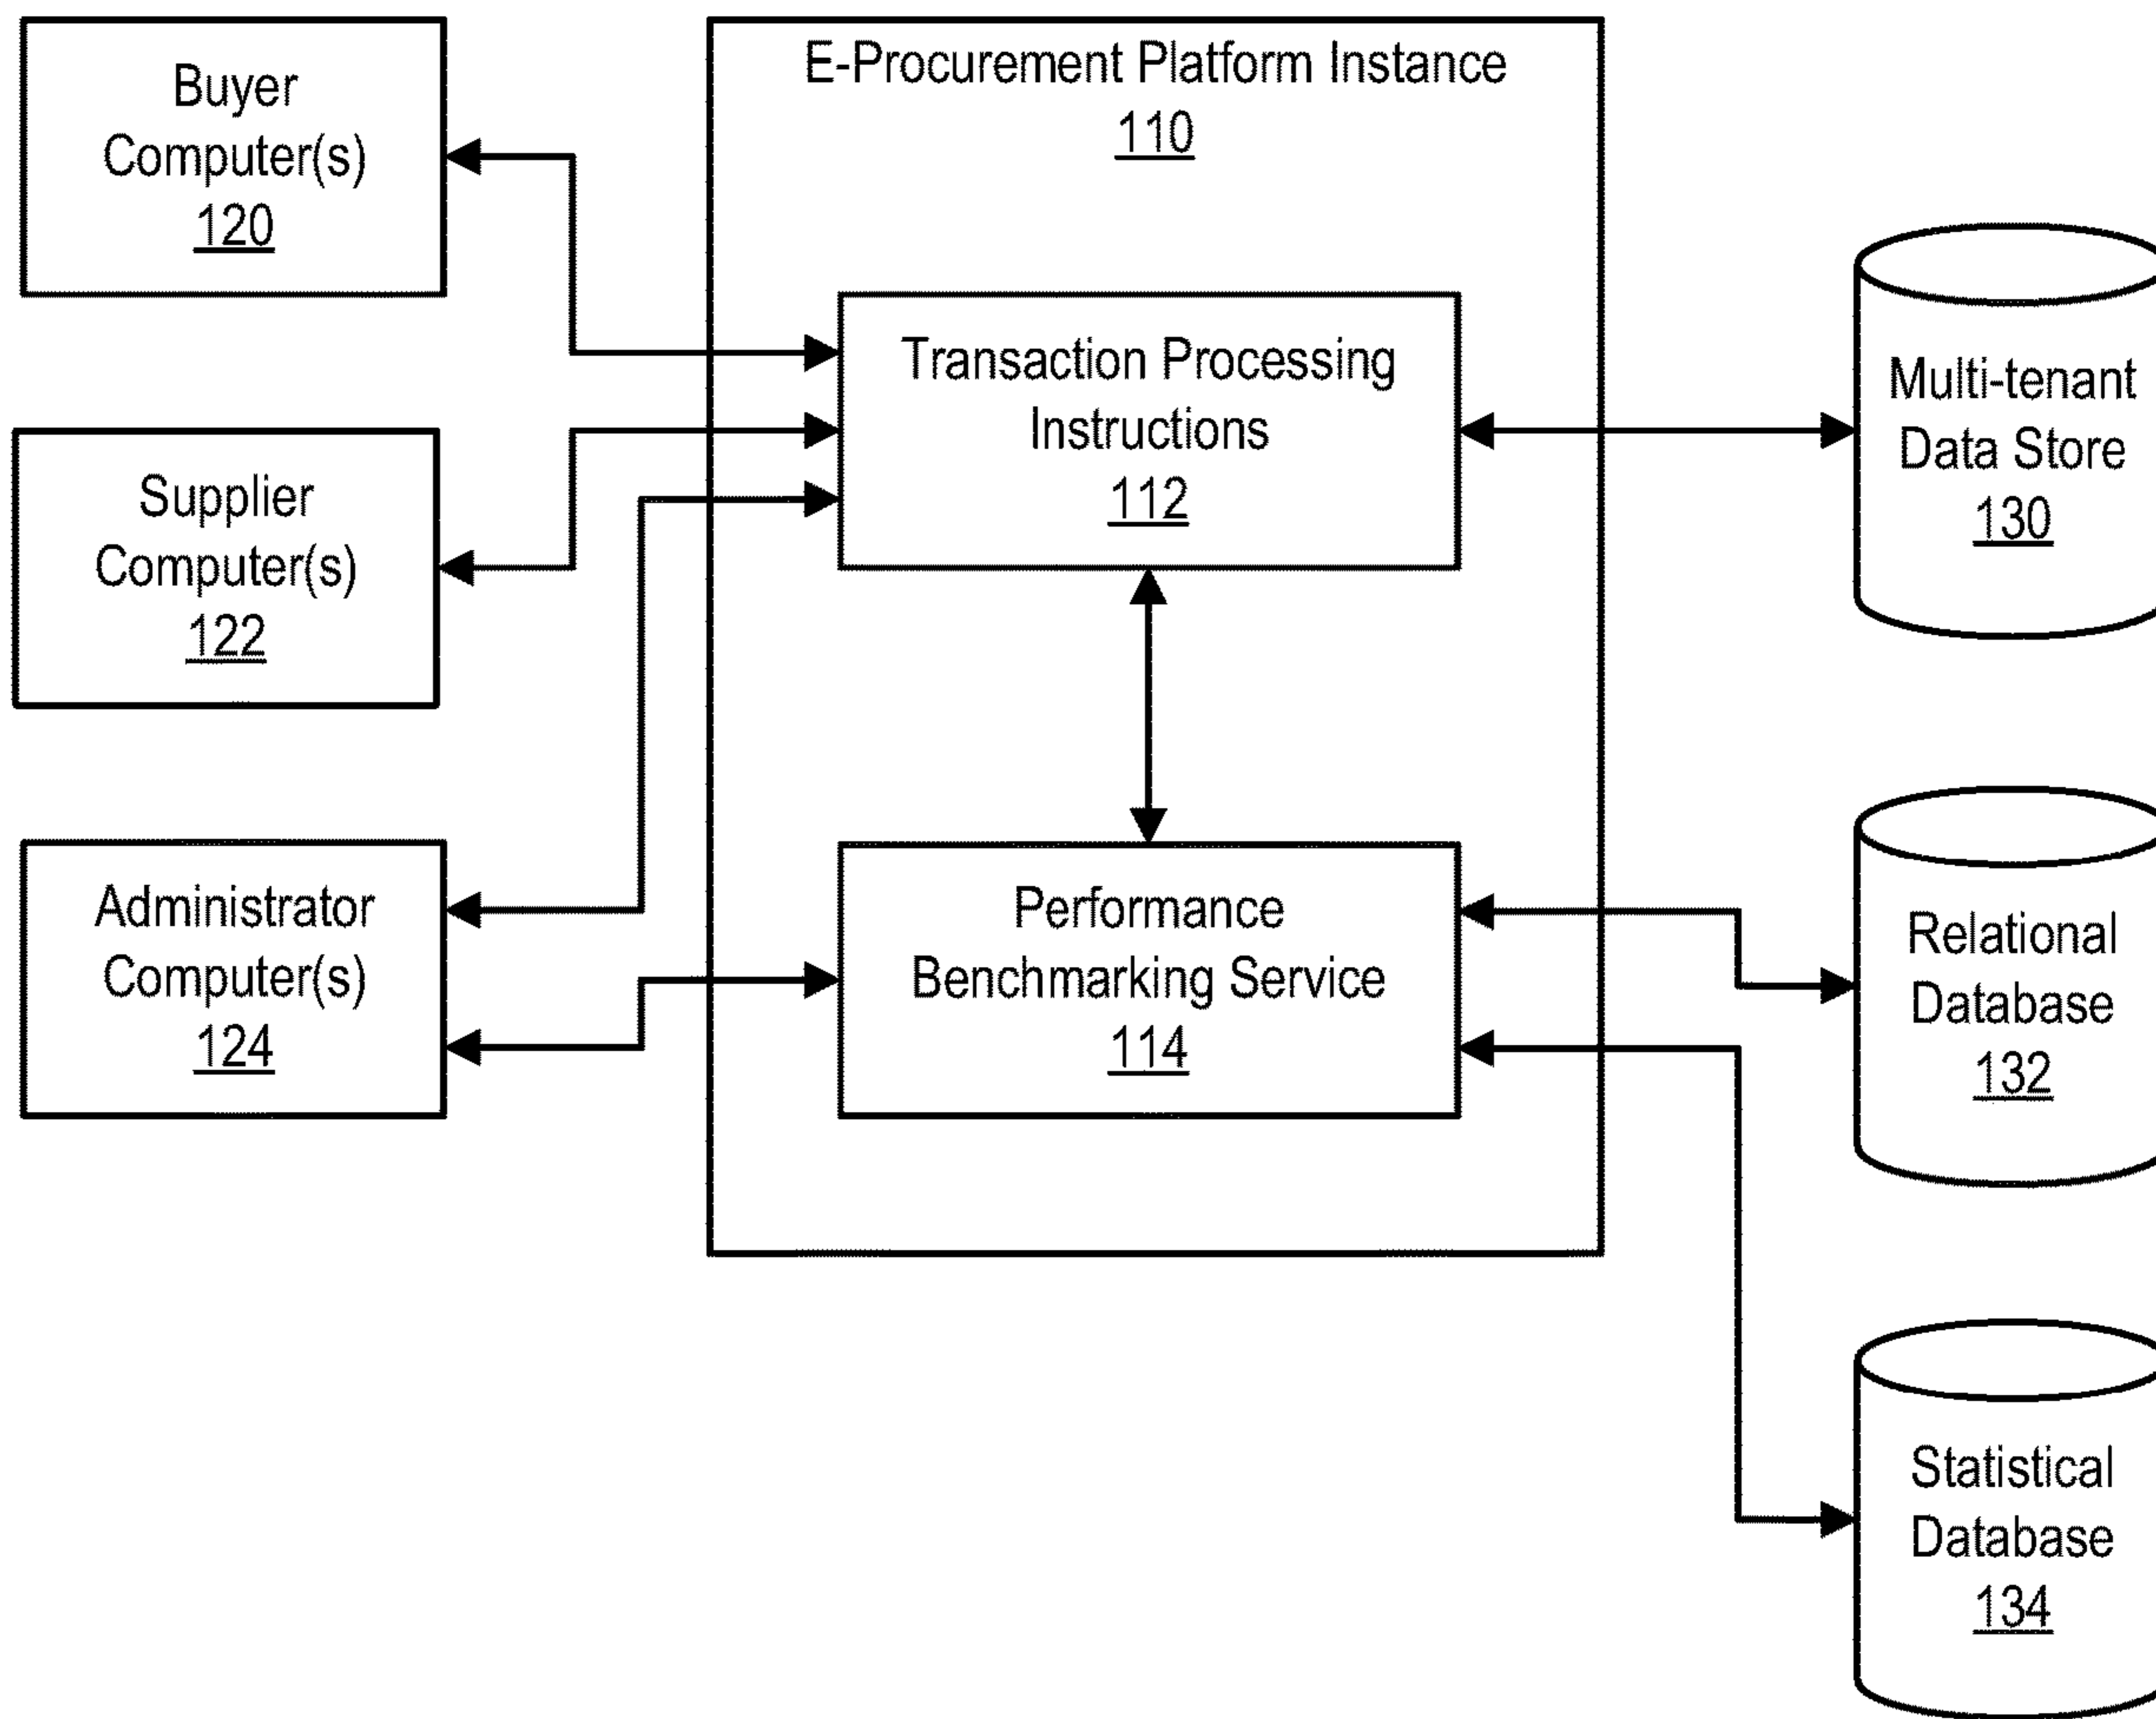 Buyer
Computer(s)
120
E-Procurement Platform Instance
110
Transaction Processing
Instructions
112
Multi-tenant
Data Store
130
Supplier
Computer(s)
122
Administrator
Computer(s)
124
Performance
Benchmarking Service
114
Relational
Database
132
Statistical
Database
134